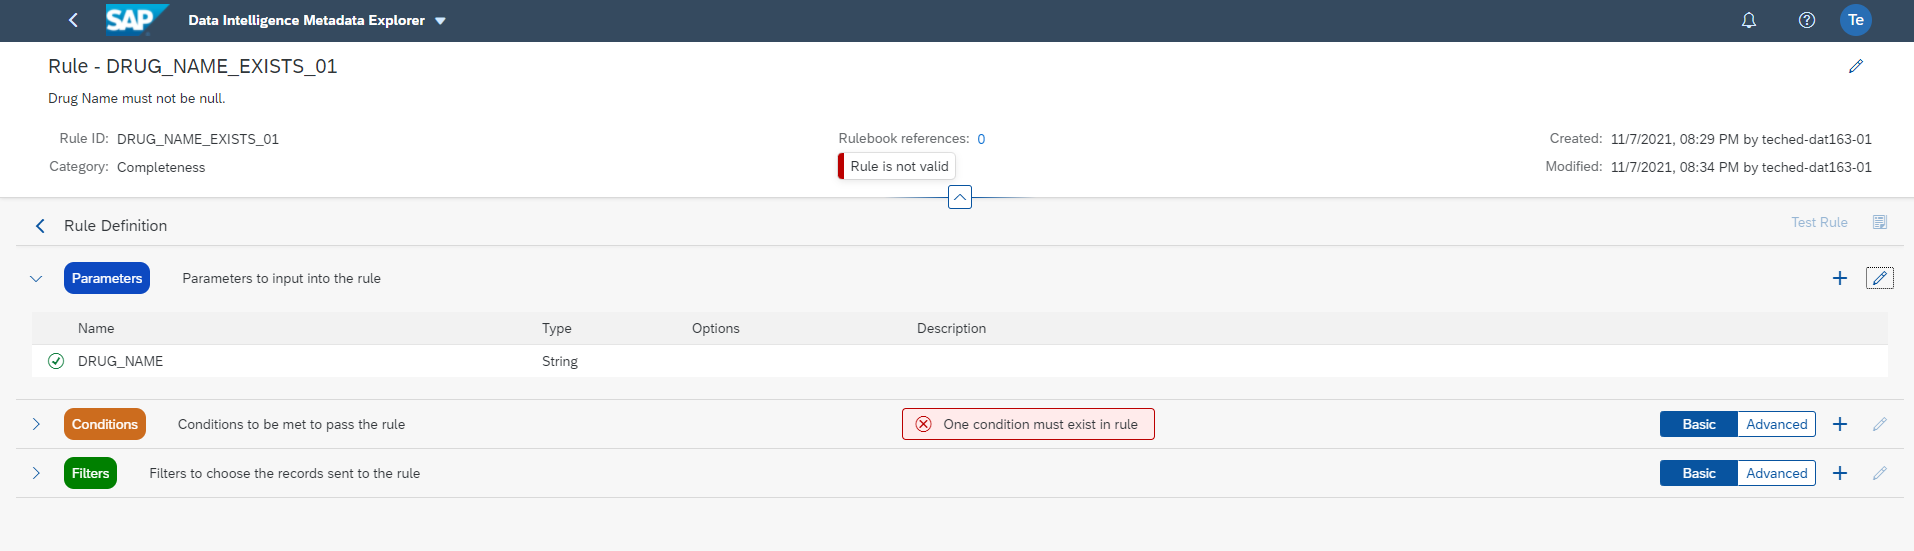 SAP Data Intelligence Metadata Explorer Te
Rule - DRUG_NAME_EXISTS_01
Drug Name must not be null.
Rule ID: DRUG_NAME_EXISTS_01 Rulebook references: 0 Created: 11/7/2021, 08:29 PM by teched-dat163-01
Category: Completeness Rule is not valid Modified: 11/7/2021, 08:34 PM by teched-dat163-01
Rule Definition Test Rule
Parameters Parameters to input into the rule
Name Type Options Description
DRUG_NAME String
Conditions Conditions to be met to pass the rule One condition must exist in rule Basic Advanced
Filters Filters to choose the records sent to the rule Basic Advanced